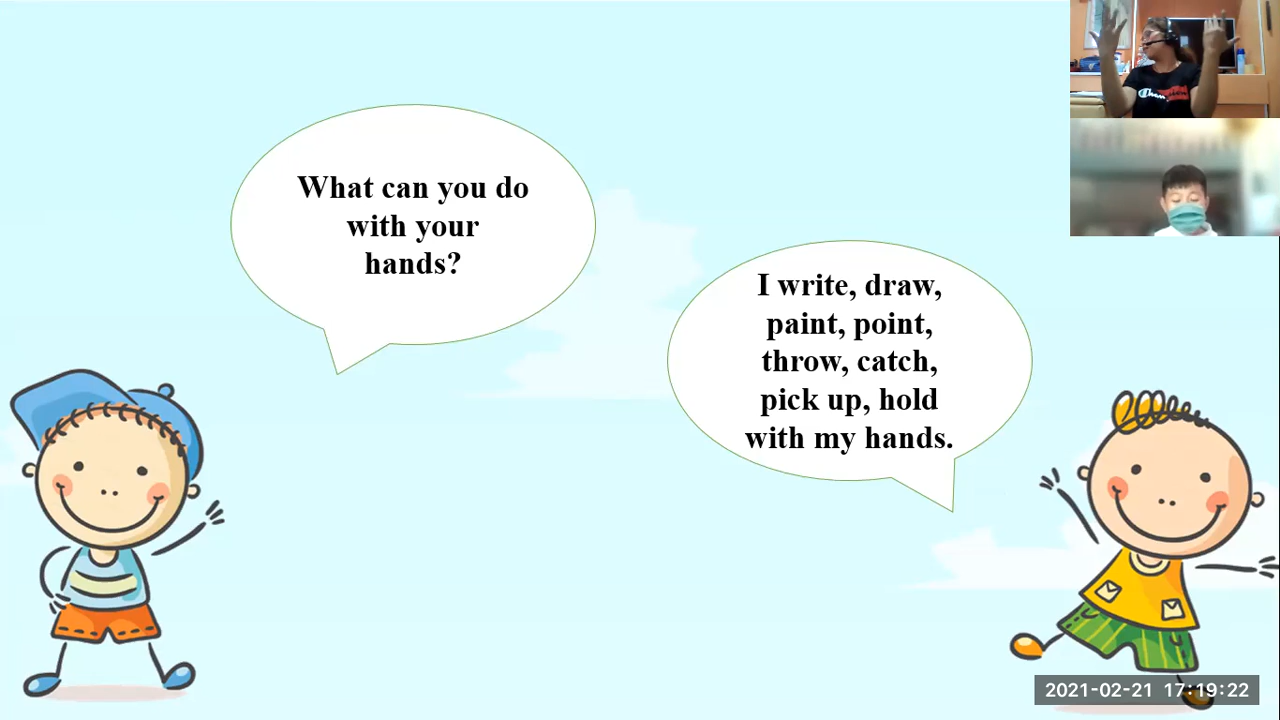 What can you do
with your
hands?
I write, draw,
paint, point,
throw, catch,
pick up, hold
with my hands.
2021-02-21 17:19:22